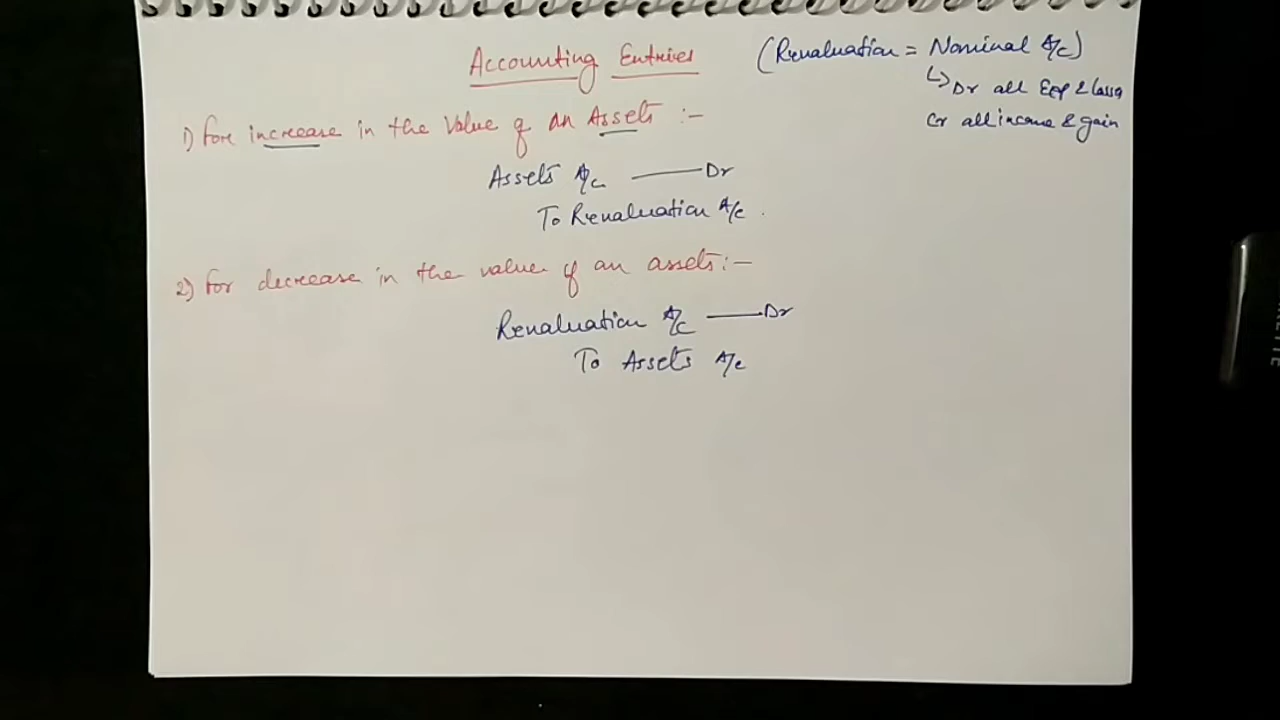 Accounting Entries
(Revaluation = Nominal A/c)
↳ Dr all Exp & Losses
Cr all income & gain
1) For increase in the Value of an Assets :-
Assets A/c —— Dr
To Revaluation A/c.
2) For decrease in the value of an assets :-
Revaluation A/c —— Dr
To Assets A/c